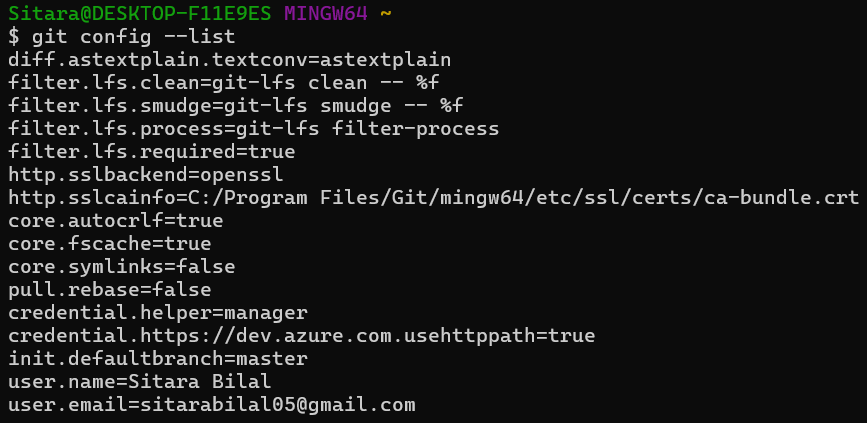 Sitara@DESKTOP-F11E9ES MINGW64 ~
$ git config --list
diff.astextplain.textconv=astextplain
filter.lfs.clean=git-lfs clean -- %f
filter.lfs.smudge=git-lfs smudge -- %f
filter.lfs.process=git-lfs filter-process
filter.lfs.required=true
http.sslbackend=openssl
http.sslcainfo=C:/Program Files/Git/mingw64/etc/ssl/certs/ca-bundle.crt
core.autocrlf=true
core.fscache=true
core.symlinks=false
pull.rebase=false
credential.helper=manager
credential.https://dev.azure.com.usehttppath=true
init.defaultbranch=master
user.name=Sitara Bilal
user.email=sitarabilal05@gmail.com